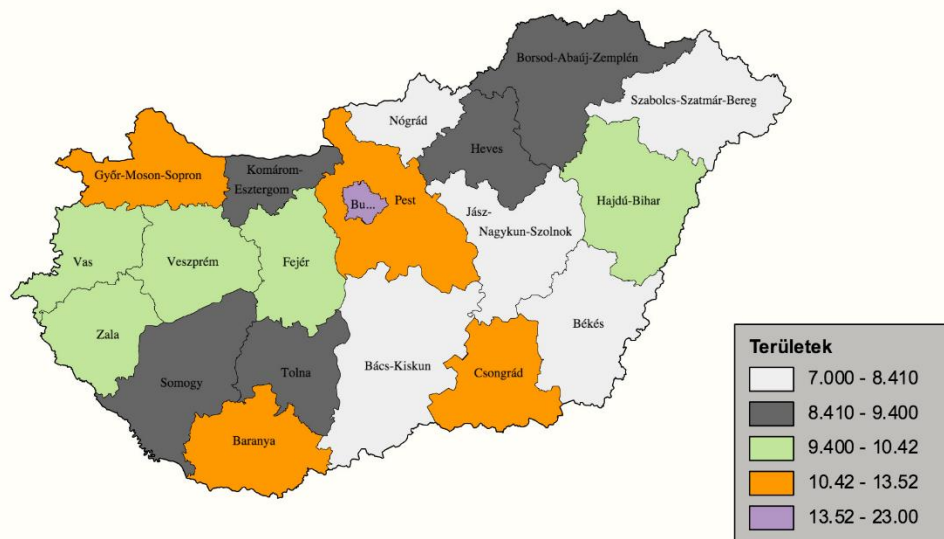 Borsod-Abaúj-Zemplén
Szabolcs-Szatmár-Bereg
Nógrád
Heves
Győr-Moson-Sopron
Komárom-
Esztergom
Bu...
Pest
Jász-
Nagykun-Szolnok
Hajdú-Bihar
Vas
Veszprém
Fejér
Zala
Somogy
Tolna
Bács-Kiskun
Békés
Csongrád
Baranya
Területek
7.000 - 8.410
8.410 - 9.400
9.400 - 10.42
10.42 - 13.52
13.52 - 23.00